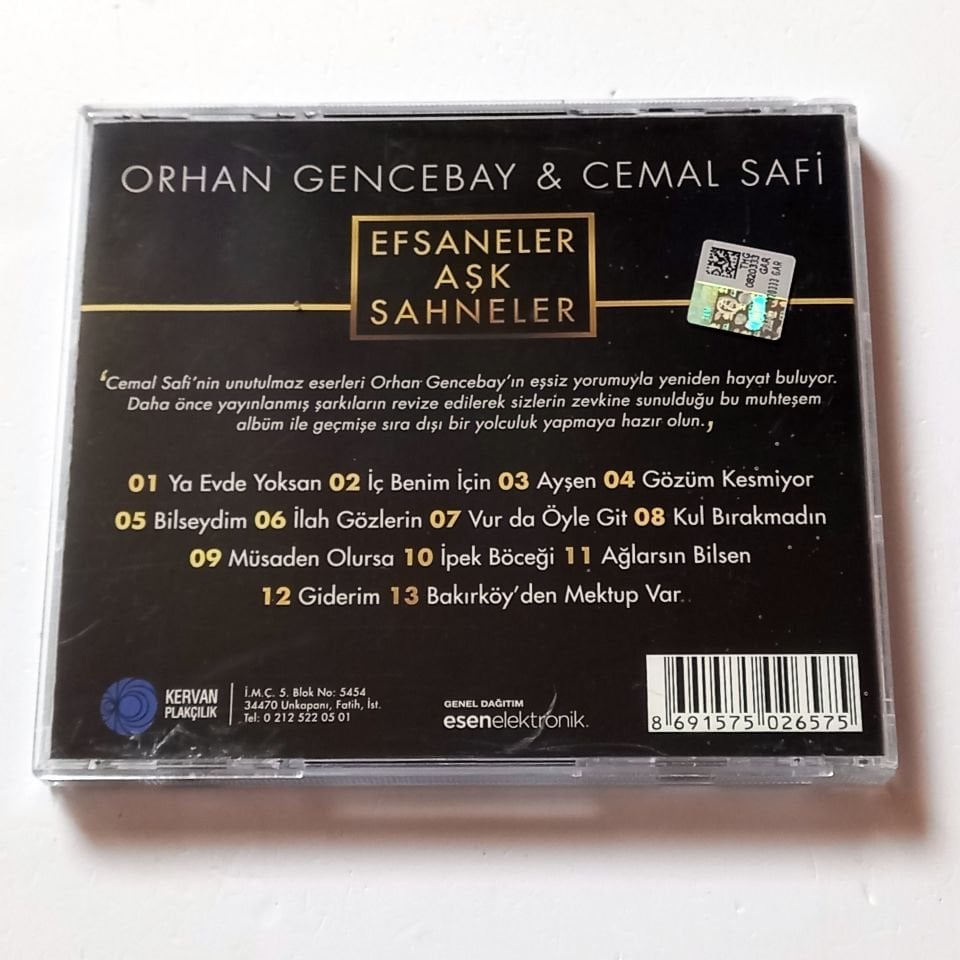 ORHAN GENCEBAY & CEMAL SAFİ
EFSANELER
AŞK
SAHNELER
THG
0820333
GAR
‘Cemal Safi'nin unutulmaz eserleri Orhan Gencebay'ın eşsiz yorumuyla yeniden hayat buluyor.
Daha önce yayınlanmış şarkıların revize edilerek sizlerin zevkine sunulduğu bu muhteşem
albüm ile geçmişe sıra dışı bir yolculuk yapmaya hazır olun.,
01 Ya Evde Yoksan 02 İç Benim İçin 03 Ayşen 04 Gözüm Kesmiyor
05 Bilseydim 06 İlah Gözlerin 07 Vur da Öyle Git 08 Kul Bırakmadın
09 Müsaden Olursa 10 İpek Böceği 11 Ağlarsın Bilsen
12 Giderim 13 Bakırköy'den Mektup Var
KERVAN
PLAKÇILIK
İ.M.Ç. 5. Blok No: 5454
34470 Unkapanı, Fatih, İst.
Tel: 0 212 522 05 01
GENEL DAĞITIM
esenelektronik.
8 691575 026575